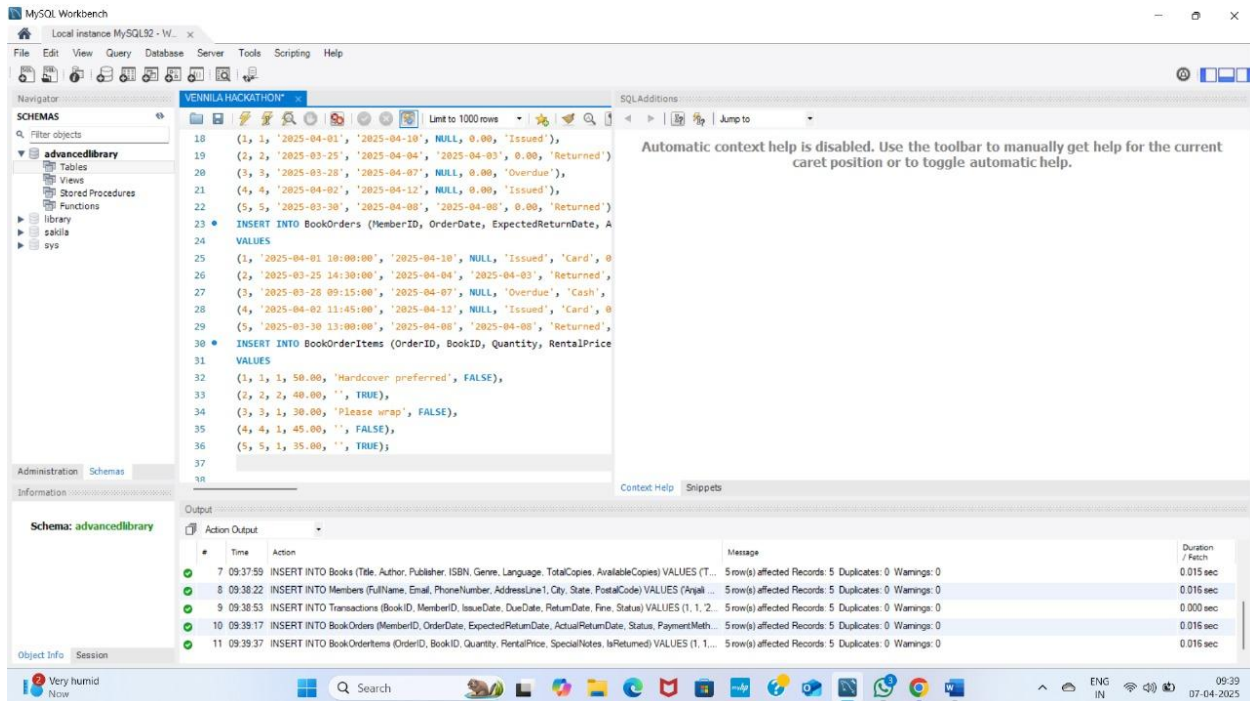 MySQL Workbench
Local instance MySQL92 - W...
File Edit View Query Database Server Tools Scripting Help
Navigator
SCHEMAS
Filter objects
advancedlibrary
Tables
Views
Stored Procedures
Functions
library
sakila
sys
Administration Schemas
Information
Schema: advancedlibrary
Object Info Session
VENNILA HACKATHON*
Limit to 1000 rows
18 (1, 1, '2025-04-01', '2025-04-10', NULL, 0.00, 'Issued'),
19 (2, 2, '2025-03-25', '2025-04-04', '2025-04-03', 0.00, 'Returned')
20 (3, 3, '2025-03-28', '2025-04-07', NULL, 0.00, 'Overdue'),
21 (4, 4, '2025-04-02', '2025-04-12', NULL, 0.00, 'Issued'),
22 (5, 5, '2025-03-30', '2025-04-08', '2025-04-08', 0.00, 'Returned')
23 INSERT INTO BookOrders (MemberID, OrderDate, ExpectedReturnDate, A
24 VALUES
25 (1, '2025-04-01 10:00:00', '2025-04-10', NULL, 'Issued', 'Card', 0
26 (2, '2025-03-25 14:30:00', '2025-04-04', '2025-04-03', 'Returned',
27 (3, '2025-03-28 09:15:00', '2025-04-07', NULL, 'Overdue', 'Cash',
28 (4, '2025-04-02 11:45:00', '2025-04-12', NULL, 'Issued', 'Card', 0
29 (5, '2025-03-30 13:00:00', '2025-04-08', '2025-04-08', 'Returned',
30 INSERT INTO BookOrderItems (OrderID, BookID, Quantity, RentalPrice
31 VALUES
32 (1, 1, 1, 50.00, 'Hardcover preferred', FALSE),
33 (2, 2, 2, 40.00, '', TRUE),
34 (3, 3, 1, 30.00, 'Please wrap', FALSE),
35 (4, 4, 1, 45.00, '', FALSE),
36 (5, 5, 1, 35.00, '', TRUE);
37
38
SQLAdditions
Jump to
Automatic context help is disabled. Use the toolbar to manually get help for the current
caret position or to toggle automatic help.
Context Help Snippets
Output
Action Output
# Time Action Message Duration / Fetch
7 09:37:59 INSERT INTO Books (Title, Author, Publisher, ISBN, Genre, Language, TotalCopies, AvailableCopies) VALUES ('T... 5 row(s) affected Records: 5 Duplicates: 0 Warnings: 0 0.015 sec
8 09:38:22 INSERT INTO Members (FullName, Email, PhoneNumber, AddressLine1, City, State, PostalCode) VALUES ('Anjali ... 5 row(s) affected Records: 5 Duplicates: 0 Warnings: 0 0.016 sec
9 09:38:53 INSERT INTO Transactions (BookID, MemberID, IssueDate, DueDate, ReturnDate, Fine, Status) VALUES (1, 1, '2... 5 row(s) affected Records: 5 Duplicates: 0 Warnings: 0 0.000 sec
10 09:39:17 INSERT INTO BookOrders (MemberID, OrderDate, ExpectedReturnDate, ActualReturnDate, Status, PaymentMeth... 5 row(s) affected Records: 5 Duplicates: 0 Warnings: 0 0.016 sec
11 09:39:37 INSERT INTO BookOrderItems (OrderID, BookID, Quantity, RentalPrice, SpecialNotes, IsReturned) VALUES (1, 1,... 5 row(s) affected Records: 5 Duplicates: 0 Warnings: 0 0.016 sec
2
Very humid
Now
Search
3
ENG
IN
09:39
07-04-2025